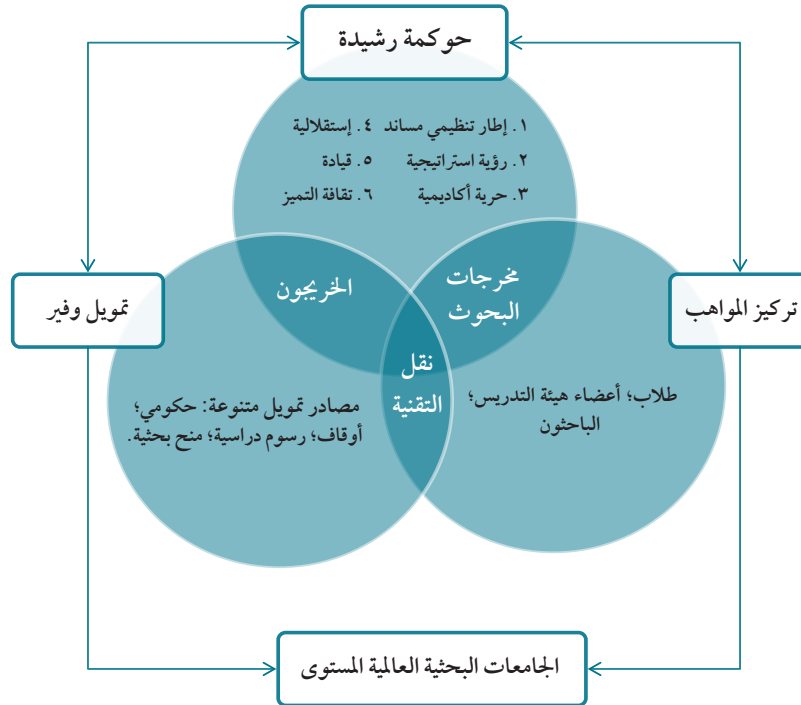 حوكمة رشيدة
١. إطار تنظيمي مساند ٤. إستقلالية
٢. رؤية استراتيجية ٥. قيادة
٣. حرية أكاديمية ٦. تقافة التميز
مخرجات
البحوث
الخريجون
تركيز المواهب
تمويل وفير
نقل
التقنية
طلاب؛ أعضاء هيئة التدريس؛
الباحثون
مصادر تمويل متنوعة: حكومي؛
أوقاف؛ رسوم دراسية؛ منح بحثية.
الجامعات البحثية العالمية المستوى